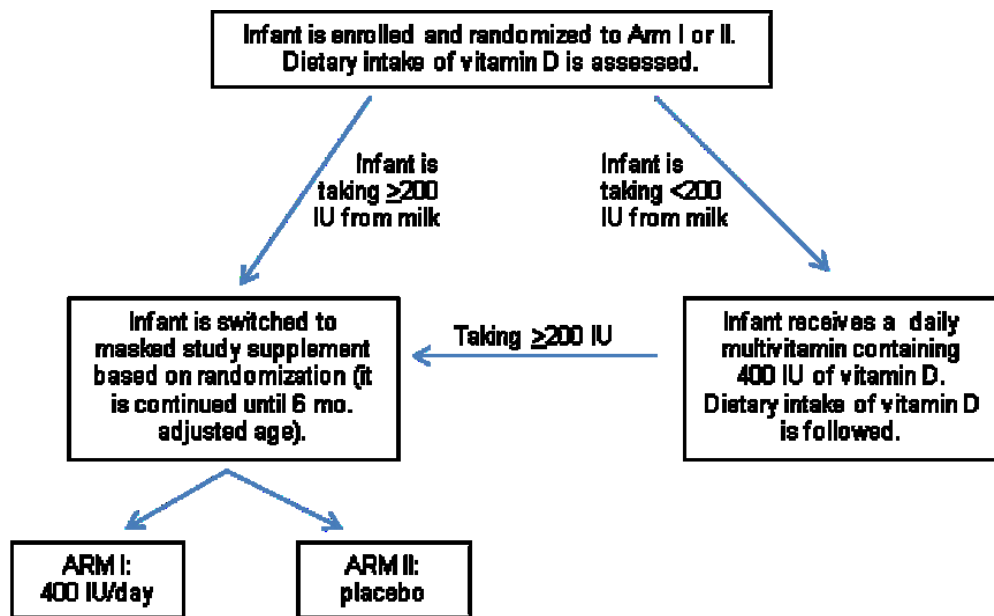 Infant is enrolled and randomized to Arm I or II.
Dietary intake of vitamin D is assessed.
Infant is
taking ≥200
IU from milk
Infant is
taking <200
IU from milk
Infant is switched to
masked study supplement
based on randomization (it
is continued until 6 mo.
adjusted age).
Taking ≥200 IU
Infant receives a daily
multivitamin containing
400 IU of vitamin D.
Dietary intake of vitamin D
is followed.
ARM I:
400 IU/day
ARM II:
placebo